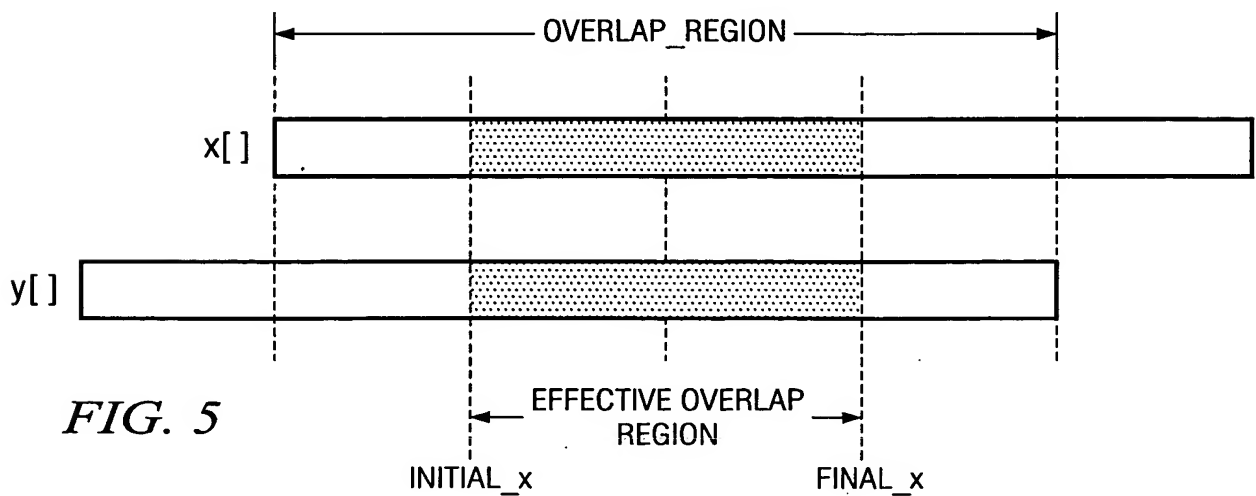 OVERLAP_REGION
x[ ]
y[ ]
EFFECTIVE OVERLAP
REGION
FIG. 5
INITIAL_x
FINAL_x